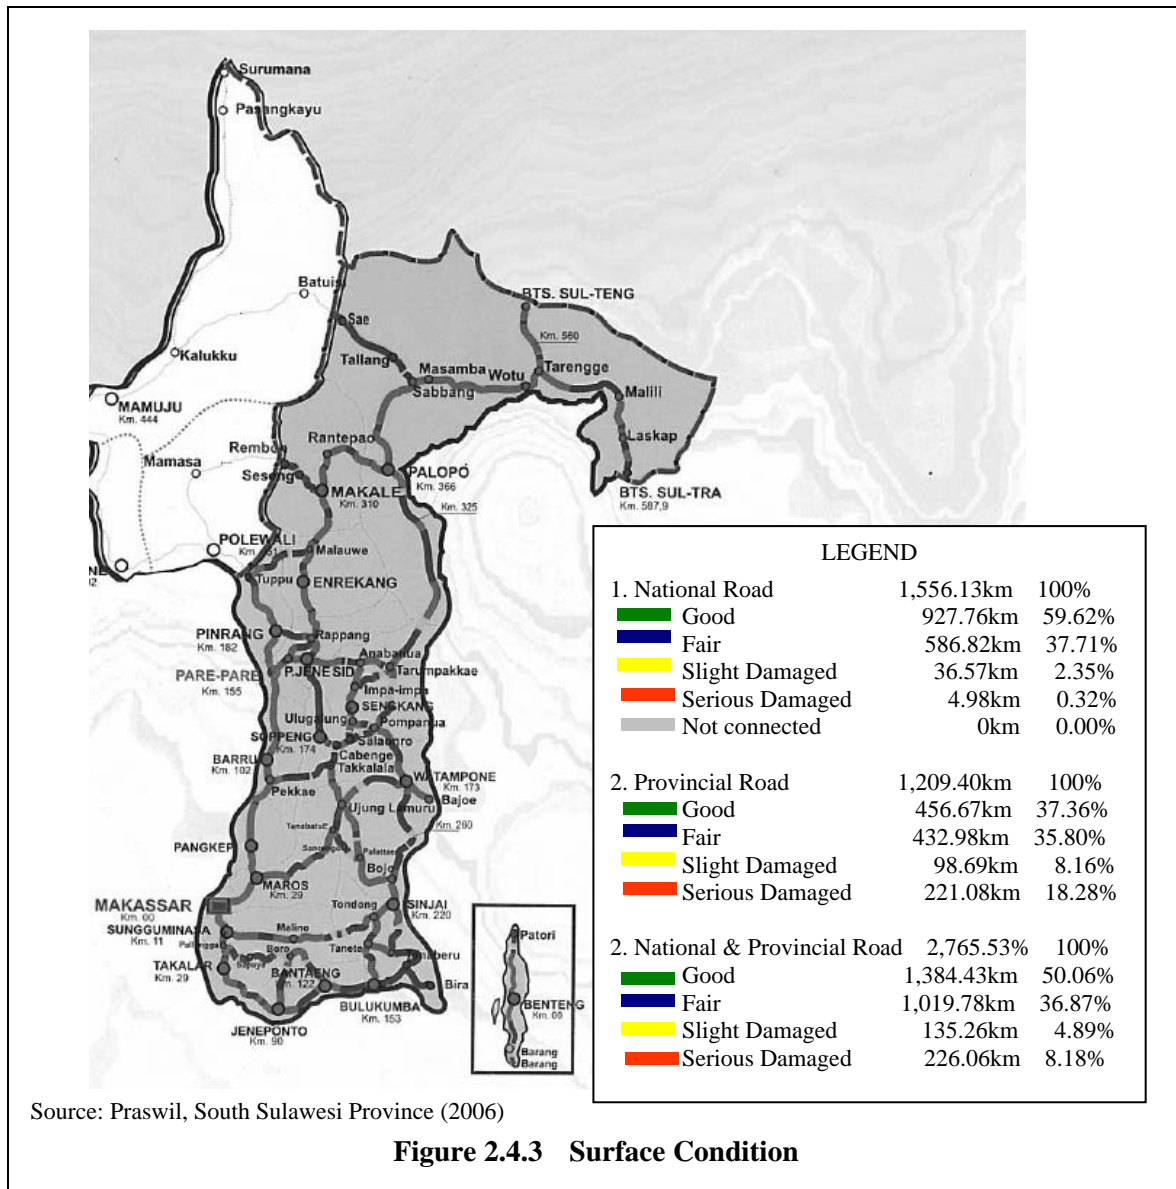 Surumana
Pasangkayu
Batuisi
BTS. SUL-TENG
Sae
Km. 560
Kalukku
Tallang
Masamba
Wotu
Tarengge
Sabbang
Malili
MAMUJU
Km. 444
Rantepao
Laskap
Rembon
Mamasa
Seseng
PALOPO
Km. 366
MAKALE
Km. 310
BTS. SUL-TRA
Km. 587,9
Km. 325
POLEWALI
Malauwe
Tuppu
ENREKANG
PINRANG
Km. 182
Rappang
Anabanua
PARE-PARE
Km. 155
P.JENE SID
Tarumpakkae
Impa-impa
SENGKANG
Ulugalung
Pompanua
SOPPENG
Km. 174
Salaonro
BARRU
Km. 102
Cabenge
Takkalala
WATAMPONE
Km. 173
Pekkae
Bajoe
Ujung Lamuru
Km. 260
PANGKEP
Palattae
Bojo
MAROS
Km. 29
MAKASSAR
Km. 00
Tondong
SINJAI
Km. 220
SUNGGUMINASA
Km. 11
Malino
Tanete
Tanaberu
TAKALAR
Km. 29
BANTAENG
Km. 122
Bira
BULUKUMBA
Km. 153
JENEPONTO
Km. 90
Patori
BENTENG
Km. 00
Barang
Barang
LEGEND
1. National Road 1,556.13km 100%
Good 927.76km 59.62%
Fair 586.82km 37.71%
Slight Damaged 36.57km 2.35%
Serious Damaged 4.98km 0.32%
Not connected 0km 0.00%
2. Provincial Road 1,209.40km 100%
Good 456.67km 37.36%
Fair 432.98km 35.80%
Slight Damaged 98.69km 8.16%
Serious Damaged 221.08km 18.28%
2. National & Provincial Road 2,765.53% 100%
Good 1,384.43km 50.06%
Fair 1,019.78km 36.87%
Slight Damaged 135.26km 4.89%
Serious Damaged 226.06km 8.18%
Source: Praswil, South Sulawesi Province (2006)
Figure 2.4.3 Surface Condition